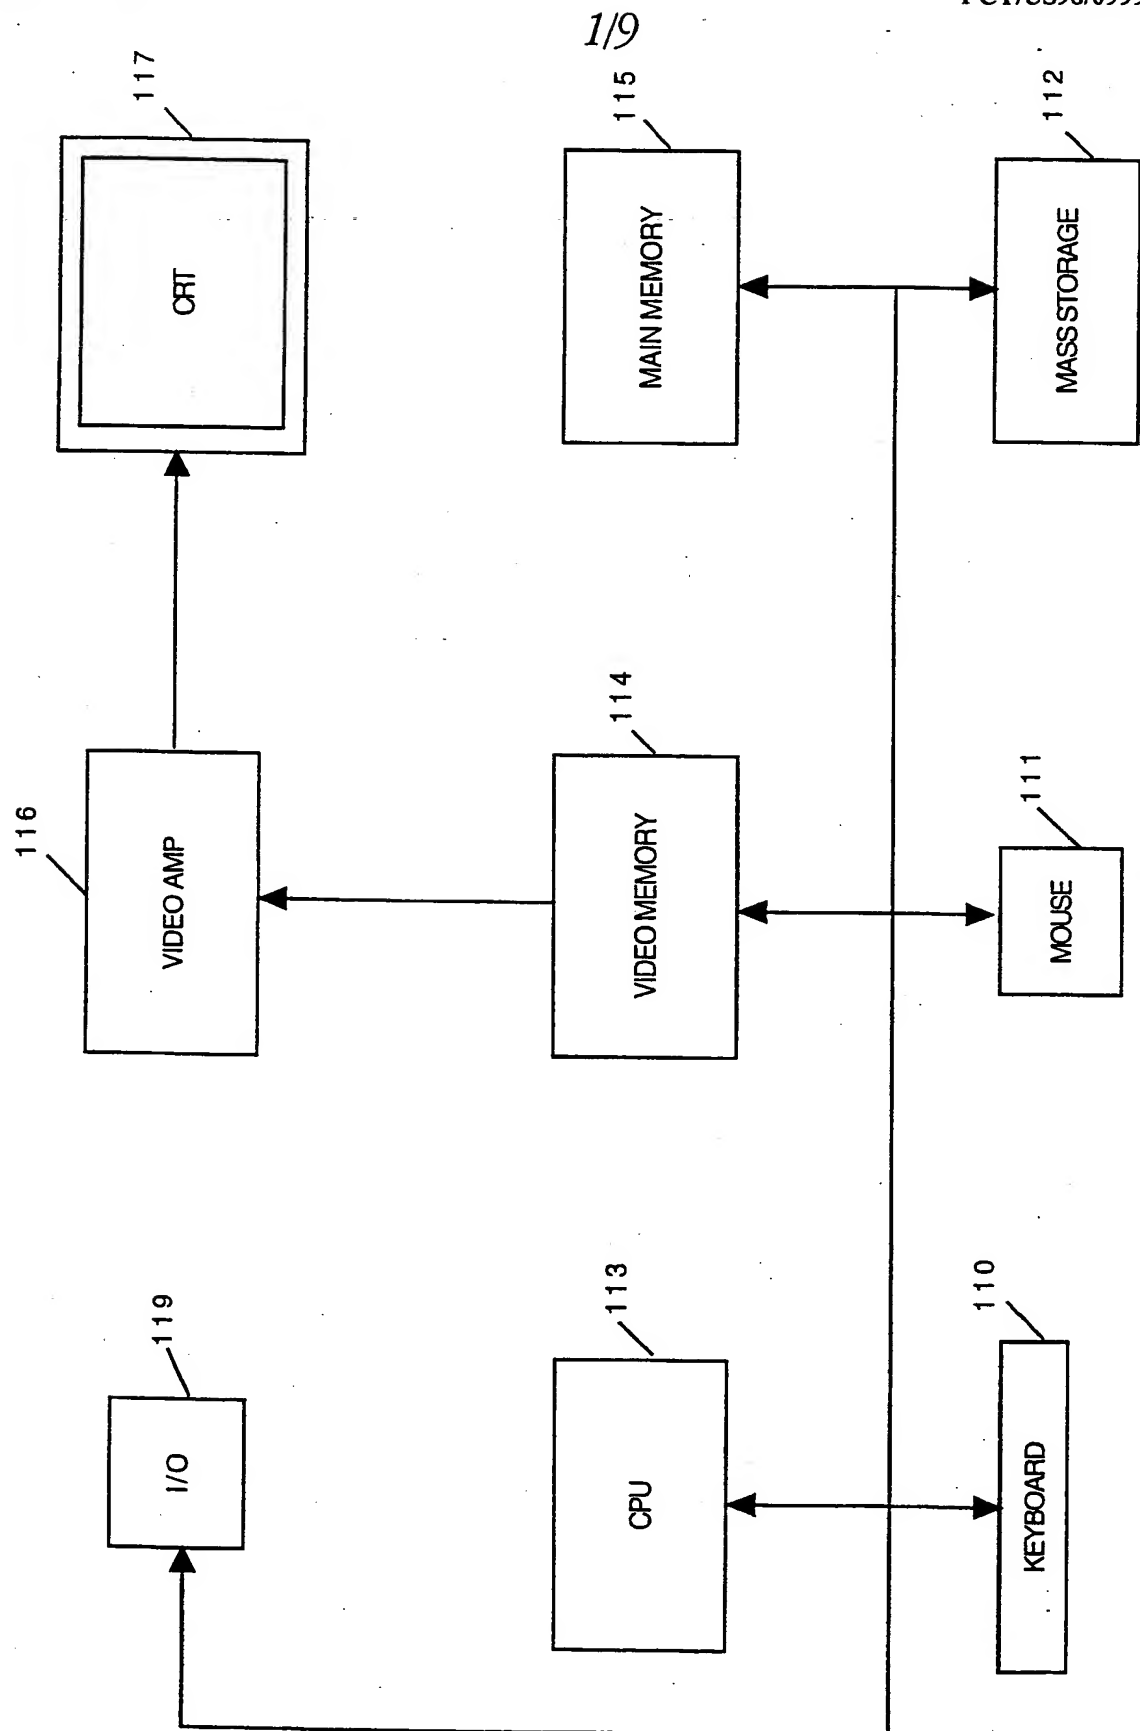 1/9
117
CRT
115
MAIN MEMORY
112
MASS STORAGE
116
VIDEO AMP
114
VIDEO MEMORY
111
MOUSE
119
I/O
113
CPU
110
KEYBOARD